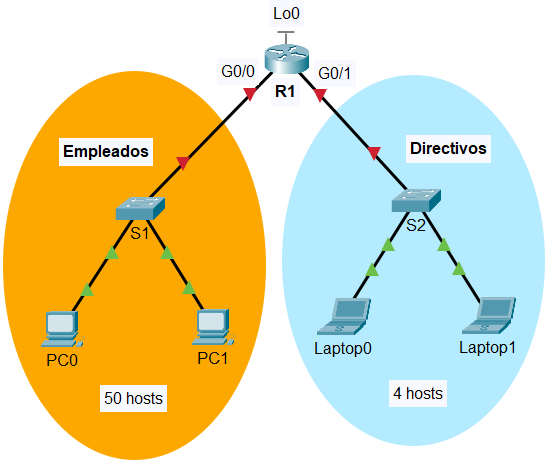 Lo0
G0/0
G0/1
R1
Empleados
Directivos
S1
S2
PC0
PC1
Laptop0
Laptop1
50 hosts
4 hosts